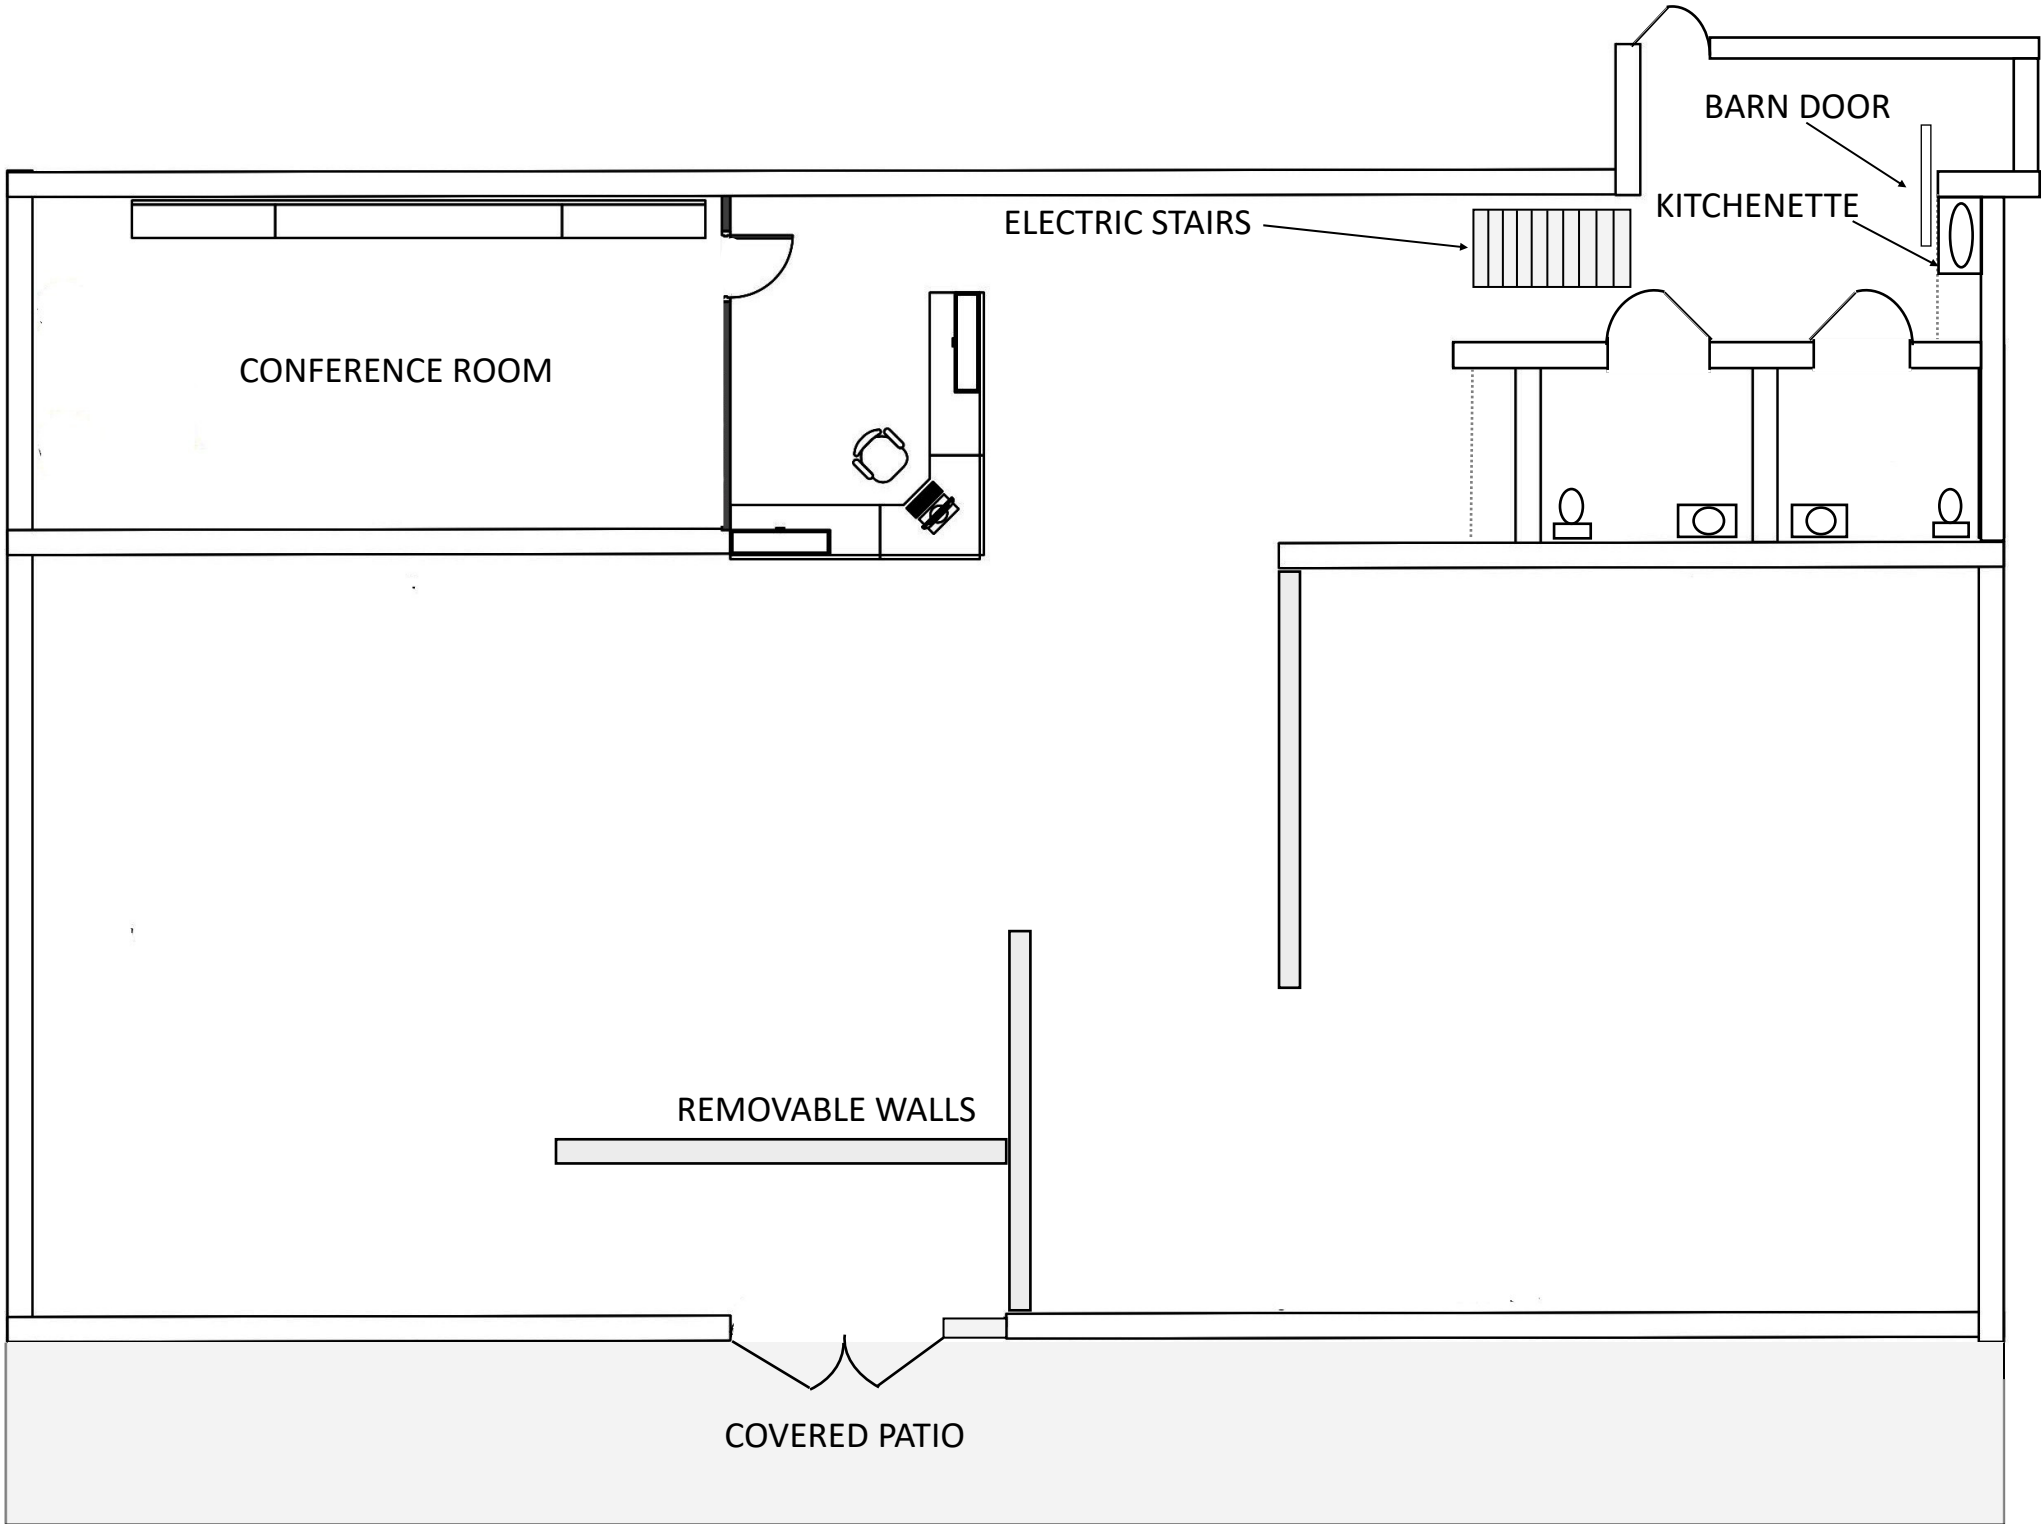 BARN DOOR
KITCHENETTE
ELECTRIC STAIRS
CONFERENCE ROOM
REMOVABLE WALLS
COVERED PATIO